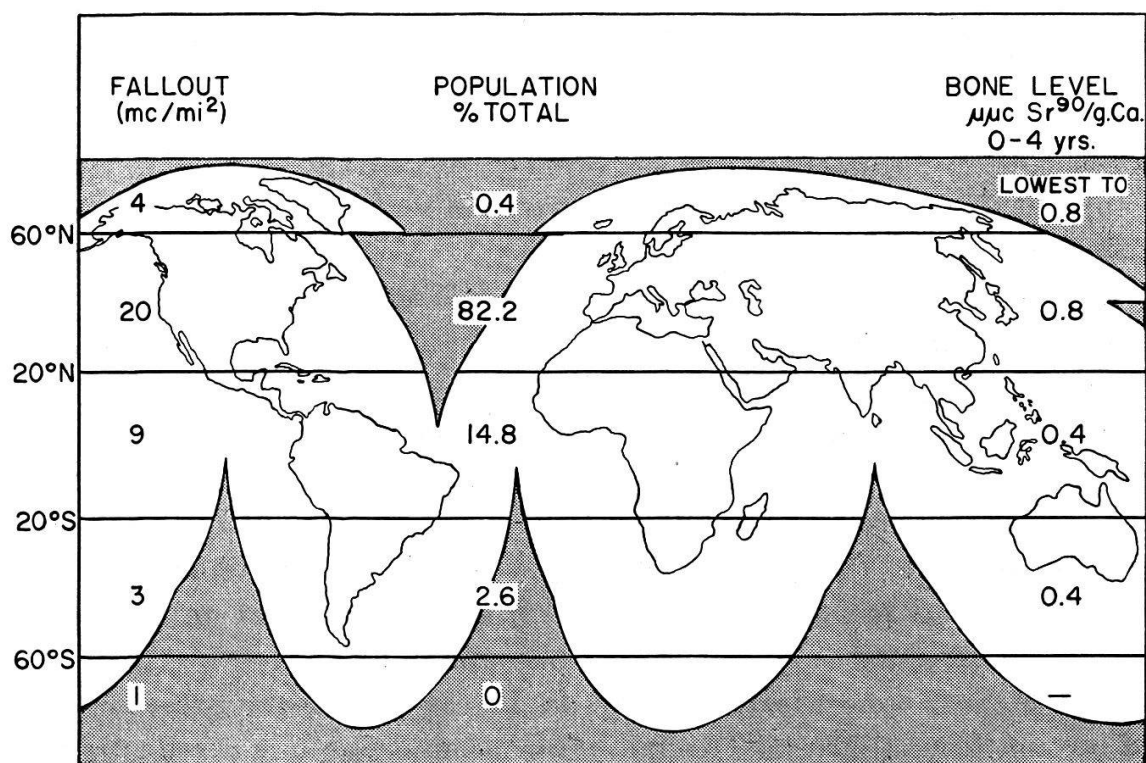 FALLOUT POPULATION BONE LEVEL
(mc/mi²) % TOTAL μμc Sr⁹⁰/g.Ca.
0-4 yrs.
LOWEST TO
4 0.4 0.8
60°N
20 82.2 0.8
20°N
9 14.8 0.4
20°S
3 2.6 0.4
60°S
1 0 —